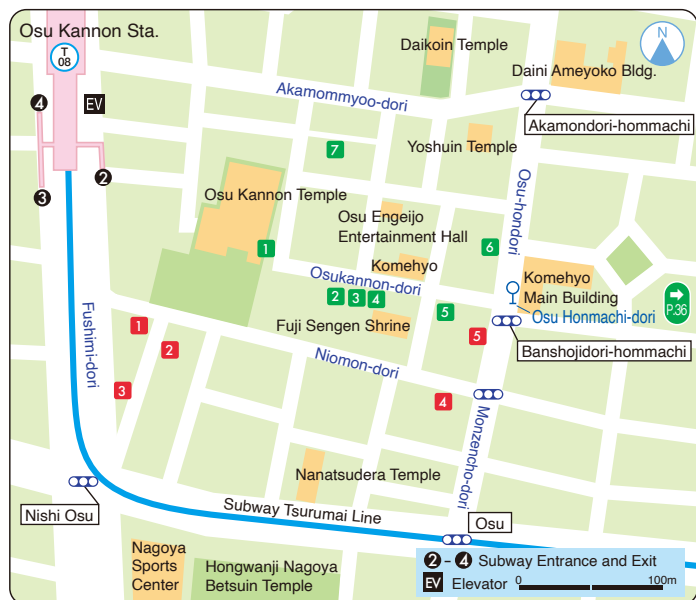 Osu Kannon Sta.
T
08
4
EV
3
2
Daikoin Temple
Daini Ameyoko Bldg.
N
Akamommyoo-dori
Akamondori-hommachi
7
Yoshuin Temple
Osu-hondori
Osu Kannon Temple
Osu Engeijo
Entertainment Hall
1
6
Komehyo
Osukannon-dori
Komehyo
Main Building
Osu Honmachi-dori
P.36
2 3 4
5
Fuji Sengen Shrine
5
Banshojidori-hommachi
Fushimi-dori
1
2
Niomon-dori
3
4
Monzencho-dori
Nanatsudera Temple
Nishi Osu
Subway Tsurumai Line
Osu
Nagoya
Sports
Center
Hongwanji Nagoya
Betsuin Temple
2 - 4 Subway Entrance and Exit
EV Elevator 0 100m